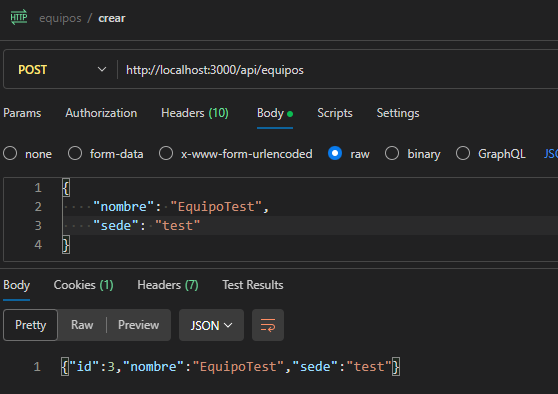 HTTP equipos / crear
POST http://localhost:3000/api/equipos
Params Authorization Headers (10) Body Scripts Settings
none form-data x-www-form-urlencoded raw binary GraphQL JS
1 {
2 "nombre": "EquipoTest",
3 "sede": "test"
4 }
Body Cookies (1) Headers (7) Test Results
Pretty Raw Preview JSON
1 {"id":3,"nombre":"EquipoTest","sede":"test"}